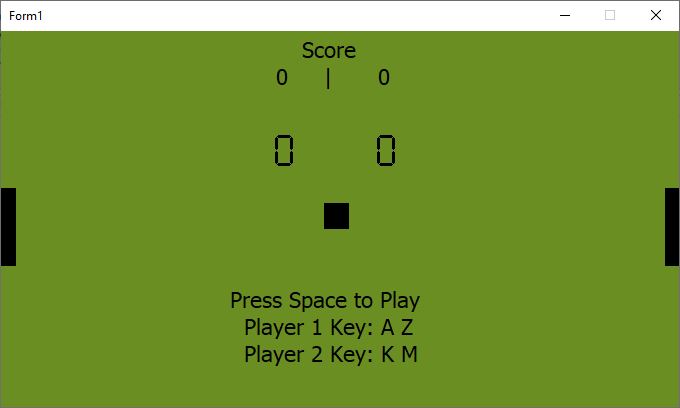 Form1
Score
0 | 0
0 0
Press Space to Play
Player 1 Key: A Z
Player 2 Key: K M